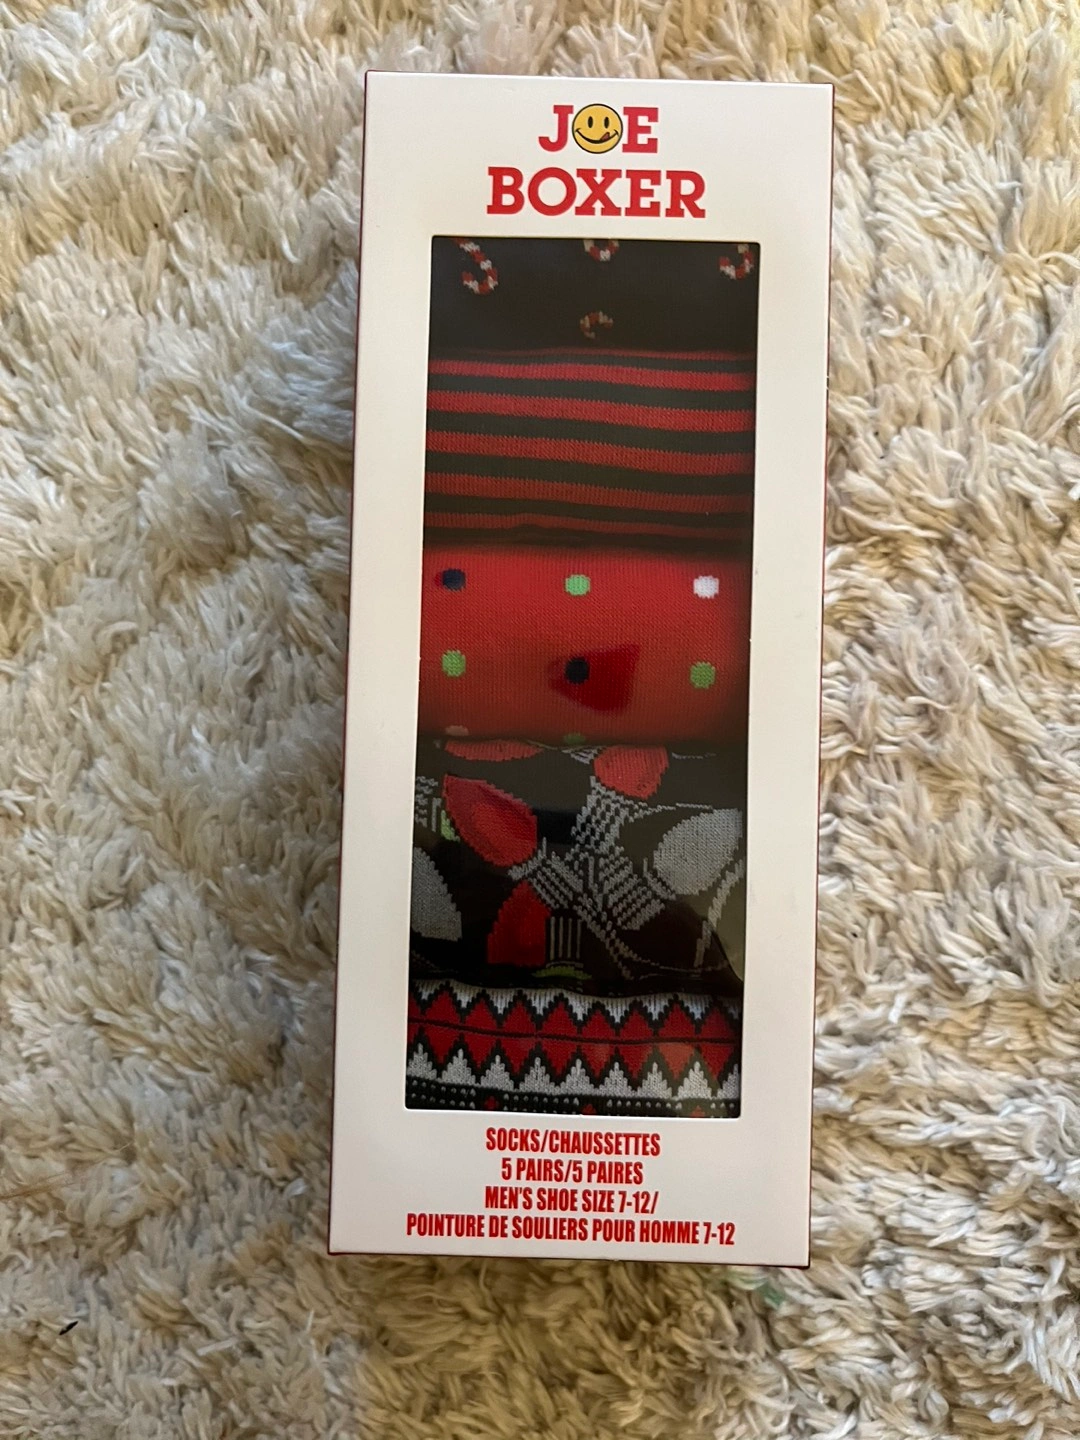 JOE
BOXER
SOCKS/CHAUSSETTES
5 PAIRS/5 PAIRES
MEN'S SHOE SIZE 7-12/
POINTURE DE SOULIERS POUR HOMME 7-12